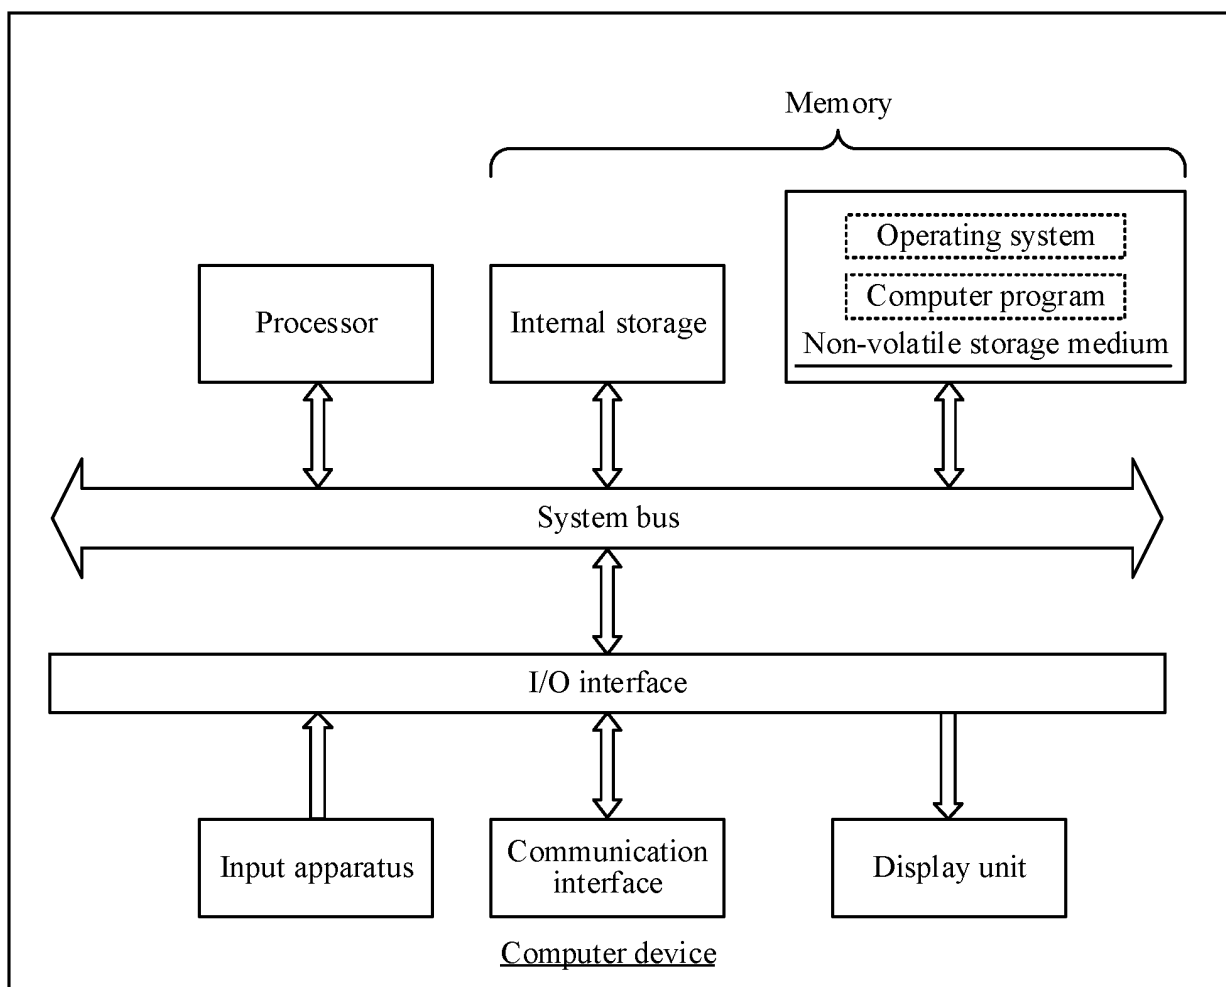 Memory
Operating system
Computer program
Non-volatile storage medium
Processor
Internal storage
System bus
I/O interface
Input apparatus
Communication
interface
Display unit
Computer device